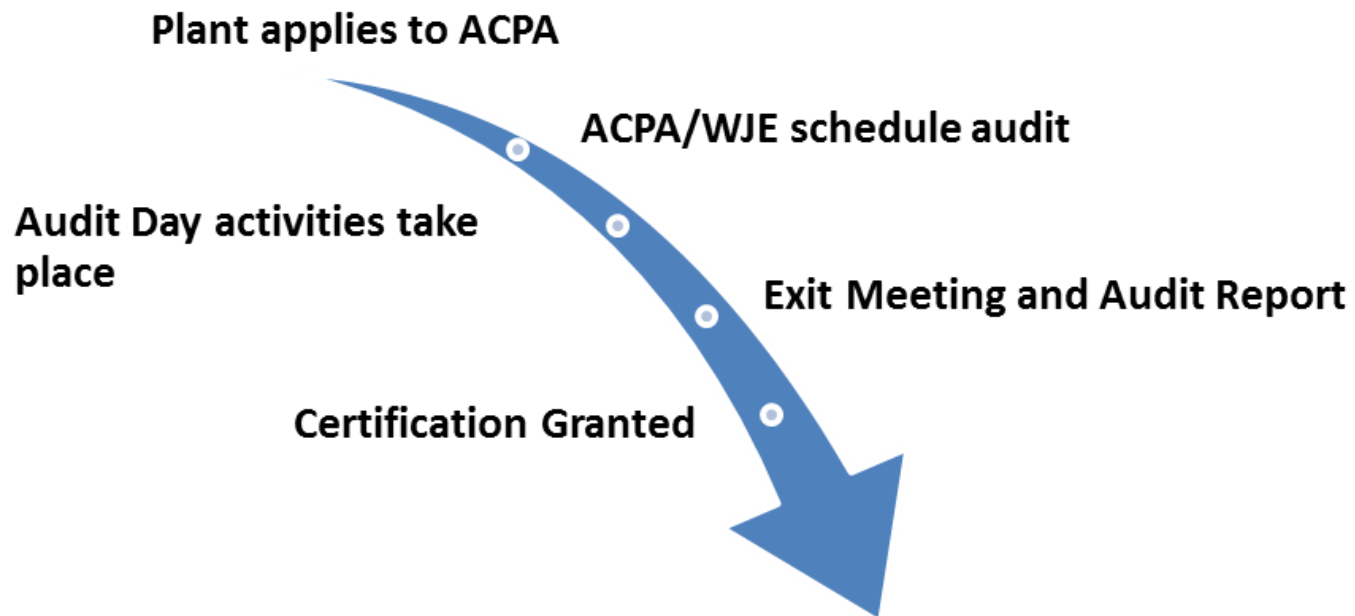 Plant applies to ACPA
ACPA/WJE schedule audit
Audit Day activities take
place
Exit Meeting and Audit Report
Certification Granted